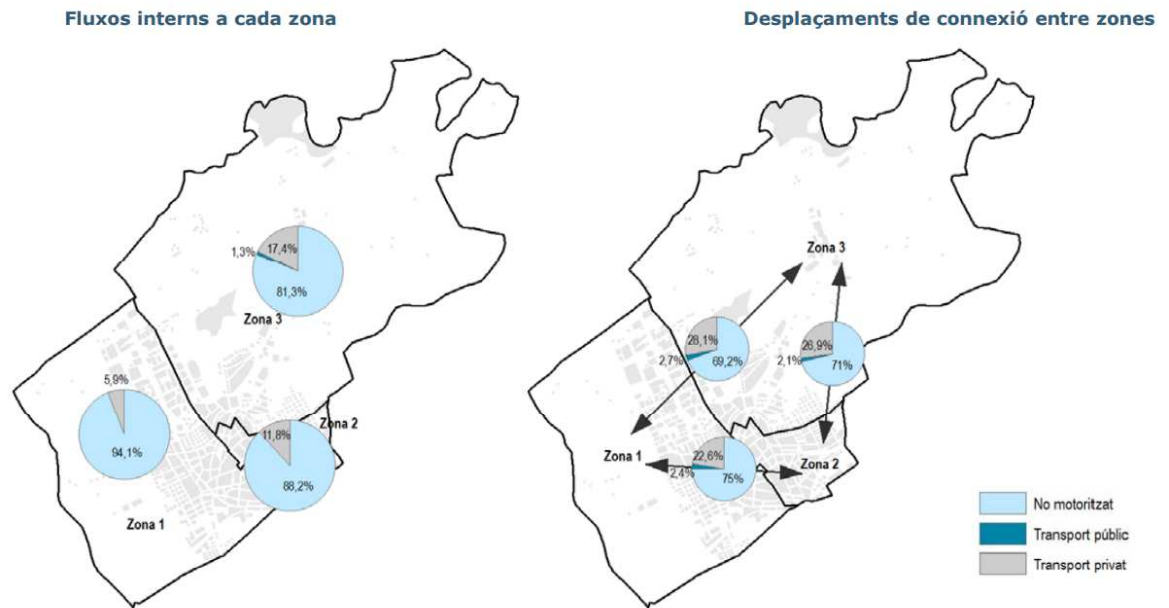 Fluxos interns a cada zona
Desplaçaments de connexió entre zones
1,3%
17,4%
81,3%
Zona 3
5,9%
94,1%
Zona 1
11,8%
88,2%
Zona 2
Zona 3
28,1%
2,7%
69,2%
26,9%
2,1%
71%
Zona 1
22,6%
2,4%
75%
Zona 2
No motoritzat
Transport públic
Transport privat